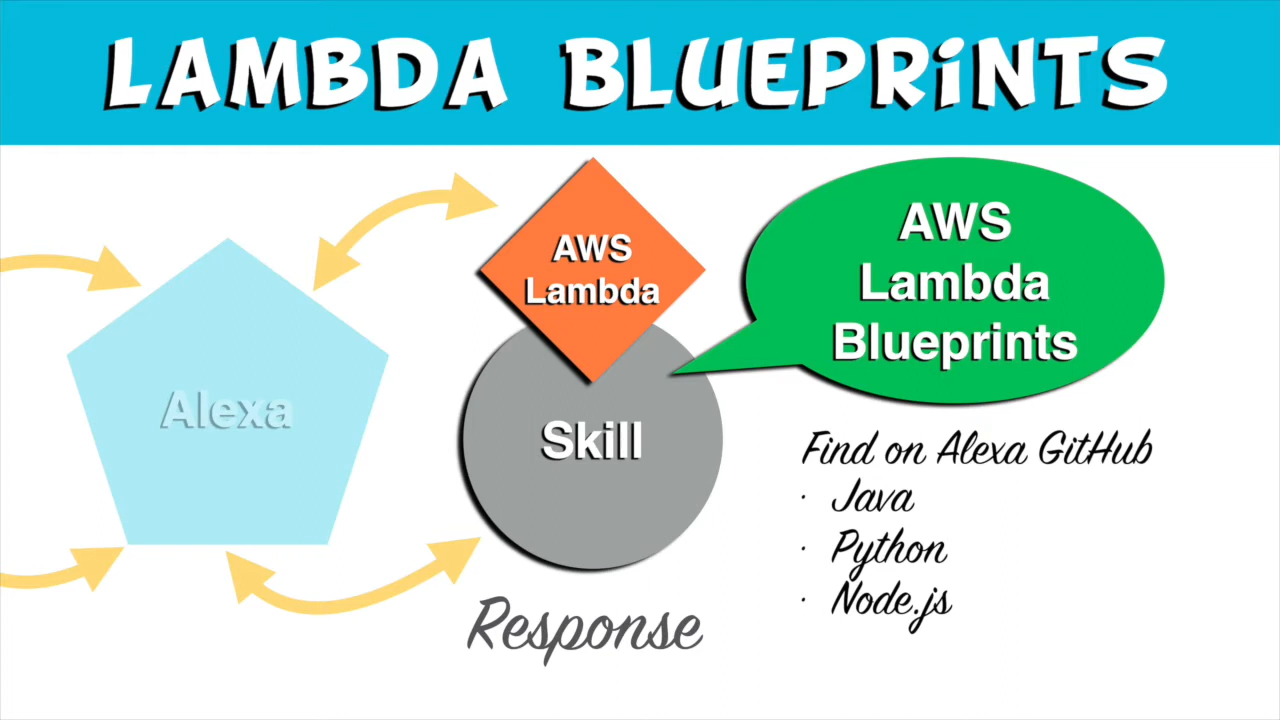 LAMBDA BLUEPRiNTS
AWS
Lambda
Skill
Alexa
Response
AWS
Lambda
Blueprints
Find on Alexa GitHub
· Java
· Python
· Node.js